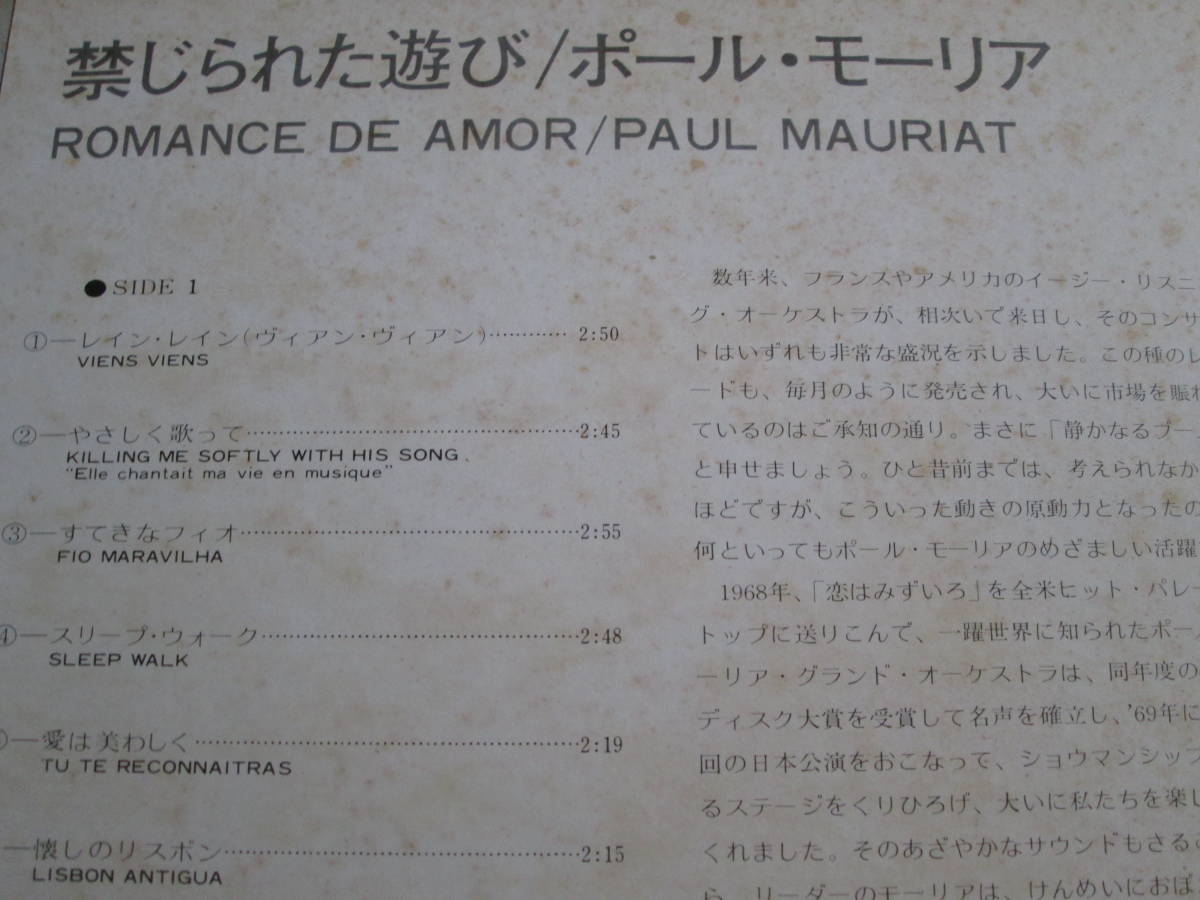 禁じられた遊び/ポール・モーリア
ROMANCE DE AMOR/PAUL MAURIAT
●SIDE 1
①―レイン・レイン(ヴィアン・ヴィアン)………… 2:50
VIENS VIENS
②―やさしく歌って…………………………………2:45
KILLING ME SOFTLY WITH HIS SONG
"Elle chantait ma vie en musique"
③―すてきなフィオ…………………………………2:55
FIO MARAVILHA
④―スリープ・ウォーク……………………………2:48
SLEEP WALK
―愛は美わしく………………………………………2:19
TU TE RECONNAITRAS
―懐しのリスボン……………………………………2:15
LISBON ANTIGUA
数年来、フランスやアメリカのイージー・リスニ
グ・オーケストラが、相次いで来日し、そのコンサ
トはいずれも非常な盛況を示しました。この種のレ
ードも、毎月のように発売され、大いに市場を賑わ
ているのはご承知の通り。まさに「静かなるブー
と申せましょう。ひと昔前までは、考えられなか
ほどですが、こういった動きの原動力となったの
何といってもポール・モーリアのめざましい活躍
1968年、「恋はみずいろ」を全米ヒット・パレー
トップに送りこんで、一躍世界に知られたポー
ーリア・グランド・オーケストラは、同年度の
ディスク大賞を受賞して名声を確立し、'69年に
回の日本公演をおこなって、ショウマンシップ
るステージをくりひろげ、大いに私たちを楽し
くれました。そのあざやかなサウンドもさるこ
ら、リーダーのモーリアは、けんめいにおぼ